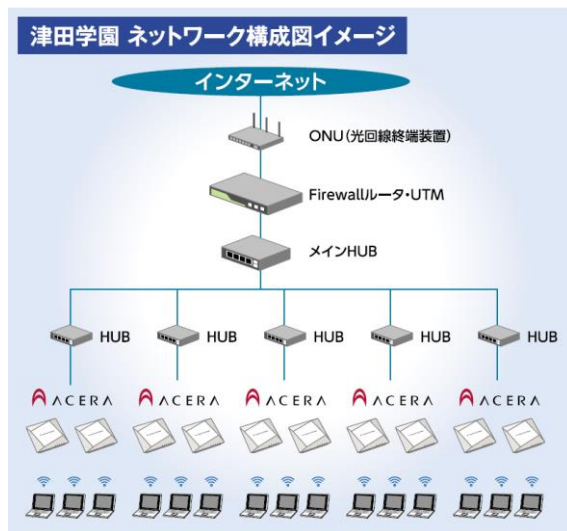 津田学園 ネットワーク構成図イメージ
インターネット
ONU(光回線終端装置)
Firewallルータ・UTM
メインHUB
HUB HUB HUB HUB HUB
ACERA ACERA ACERA ACERA ACERA